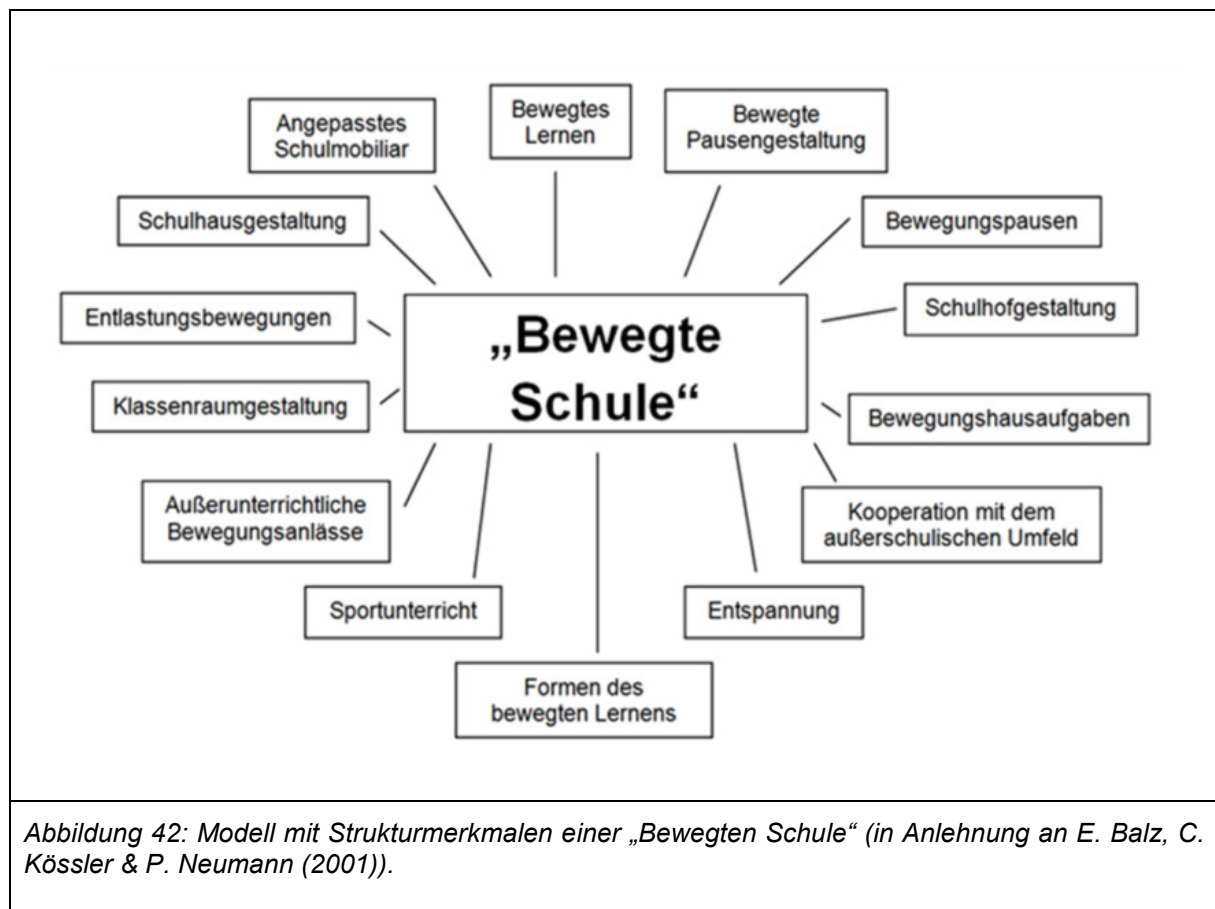 Angepasstes
Schulmobiliar
Bewegtes
Lernen
Bewegte
Pausengestaltung
Schulhausgestaltung
Bewegungspausen
Entlastungsbewegungen
Schulhofgestaltung
„Bewegte
Schule“
Klassenraumgestaltung
Bewegungshausaufgaben
Außerunterrichtliche
Bewegungsanlässe
Kooperation mit dem
außerschulischen Umfeld
Sportunterricht
Entspannung
Formen des
bewegten Lernens
Abbildung 42: Modell mit Strukturmerkmalen einer „Bewegten Schule“ (in Anlehnung an E. Balz, C.
Kössler & P. Neumann (2001)).